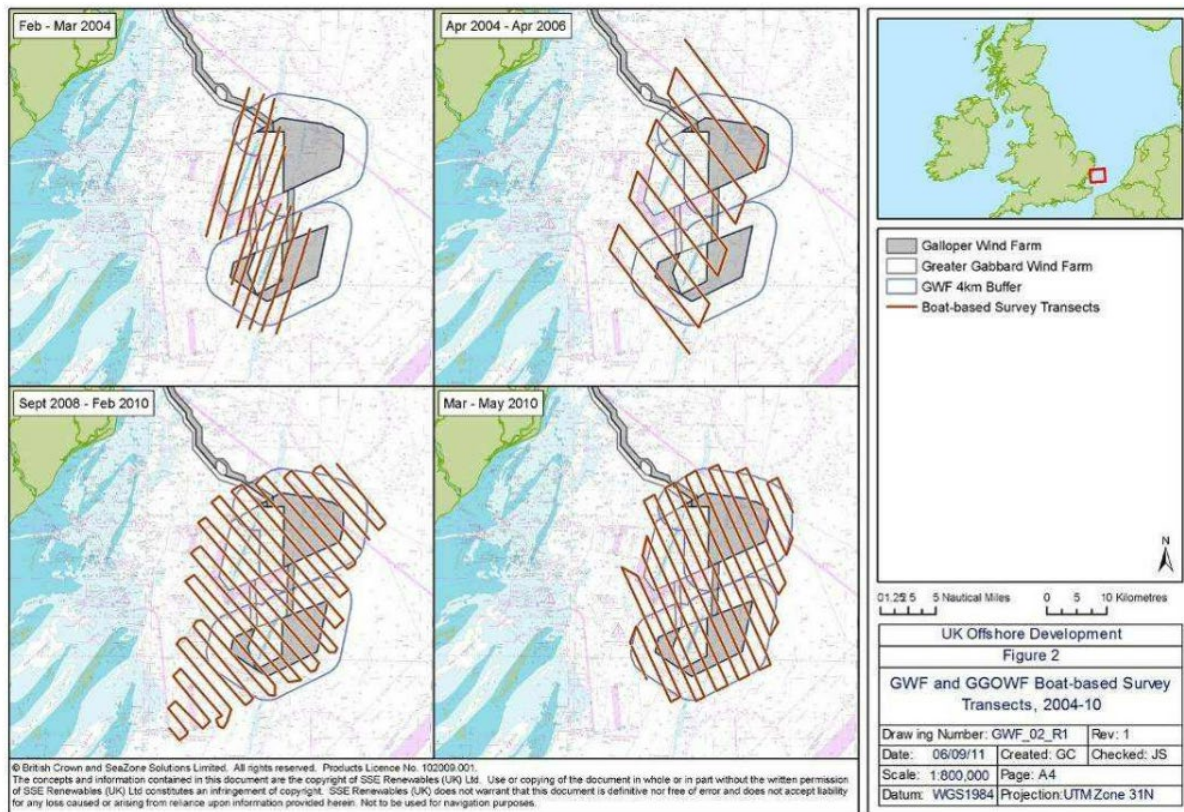 Feb - Mar 2004
Apr 2004 - Apr 2006
Sept 2008 - Feb 2010
Mar - May 2010
© British Crown and SeaZone Solutions Limited. All rights reserved. Products Licence No. 102009.001.
The concepts and information contained in this document are the copyright of SSE Renewables (UK) Ltd. Use or copying of the document in whole or in part without the written permission
of SSE Renewables (UK) Ltd constitutes an infringement of copyright. SSE Renewables (UK) does not warrant that this document is definitive nor free of error and does not accept liability
for any loss caused or arising from reliance upon information provided herein. Not to be used for navigation purposes.
Galloper Wind Farm
Greater Gabbard Wind Farm
GWF 4km Buffer
Boat-based Survey Transects
N
01.252.5 5 Nautical Miles 0 5 10 Kilometres
UK Offshore Development
Figure 2
GWF and GGOWF Boat-based Survey
Transects, 2004-10
Drawing Number: GWF_02_R1 Rev: 1
Date: 06/09/11 Created: GC Checked: JS
Scale: 1:800,000 Page: A4
Datum: WGS1984 Projection:UTM Zone 31N